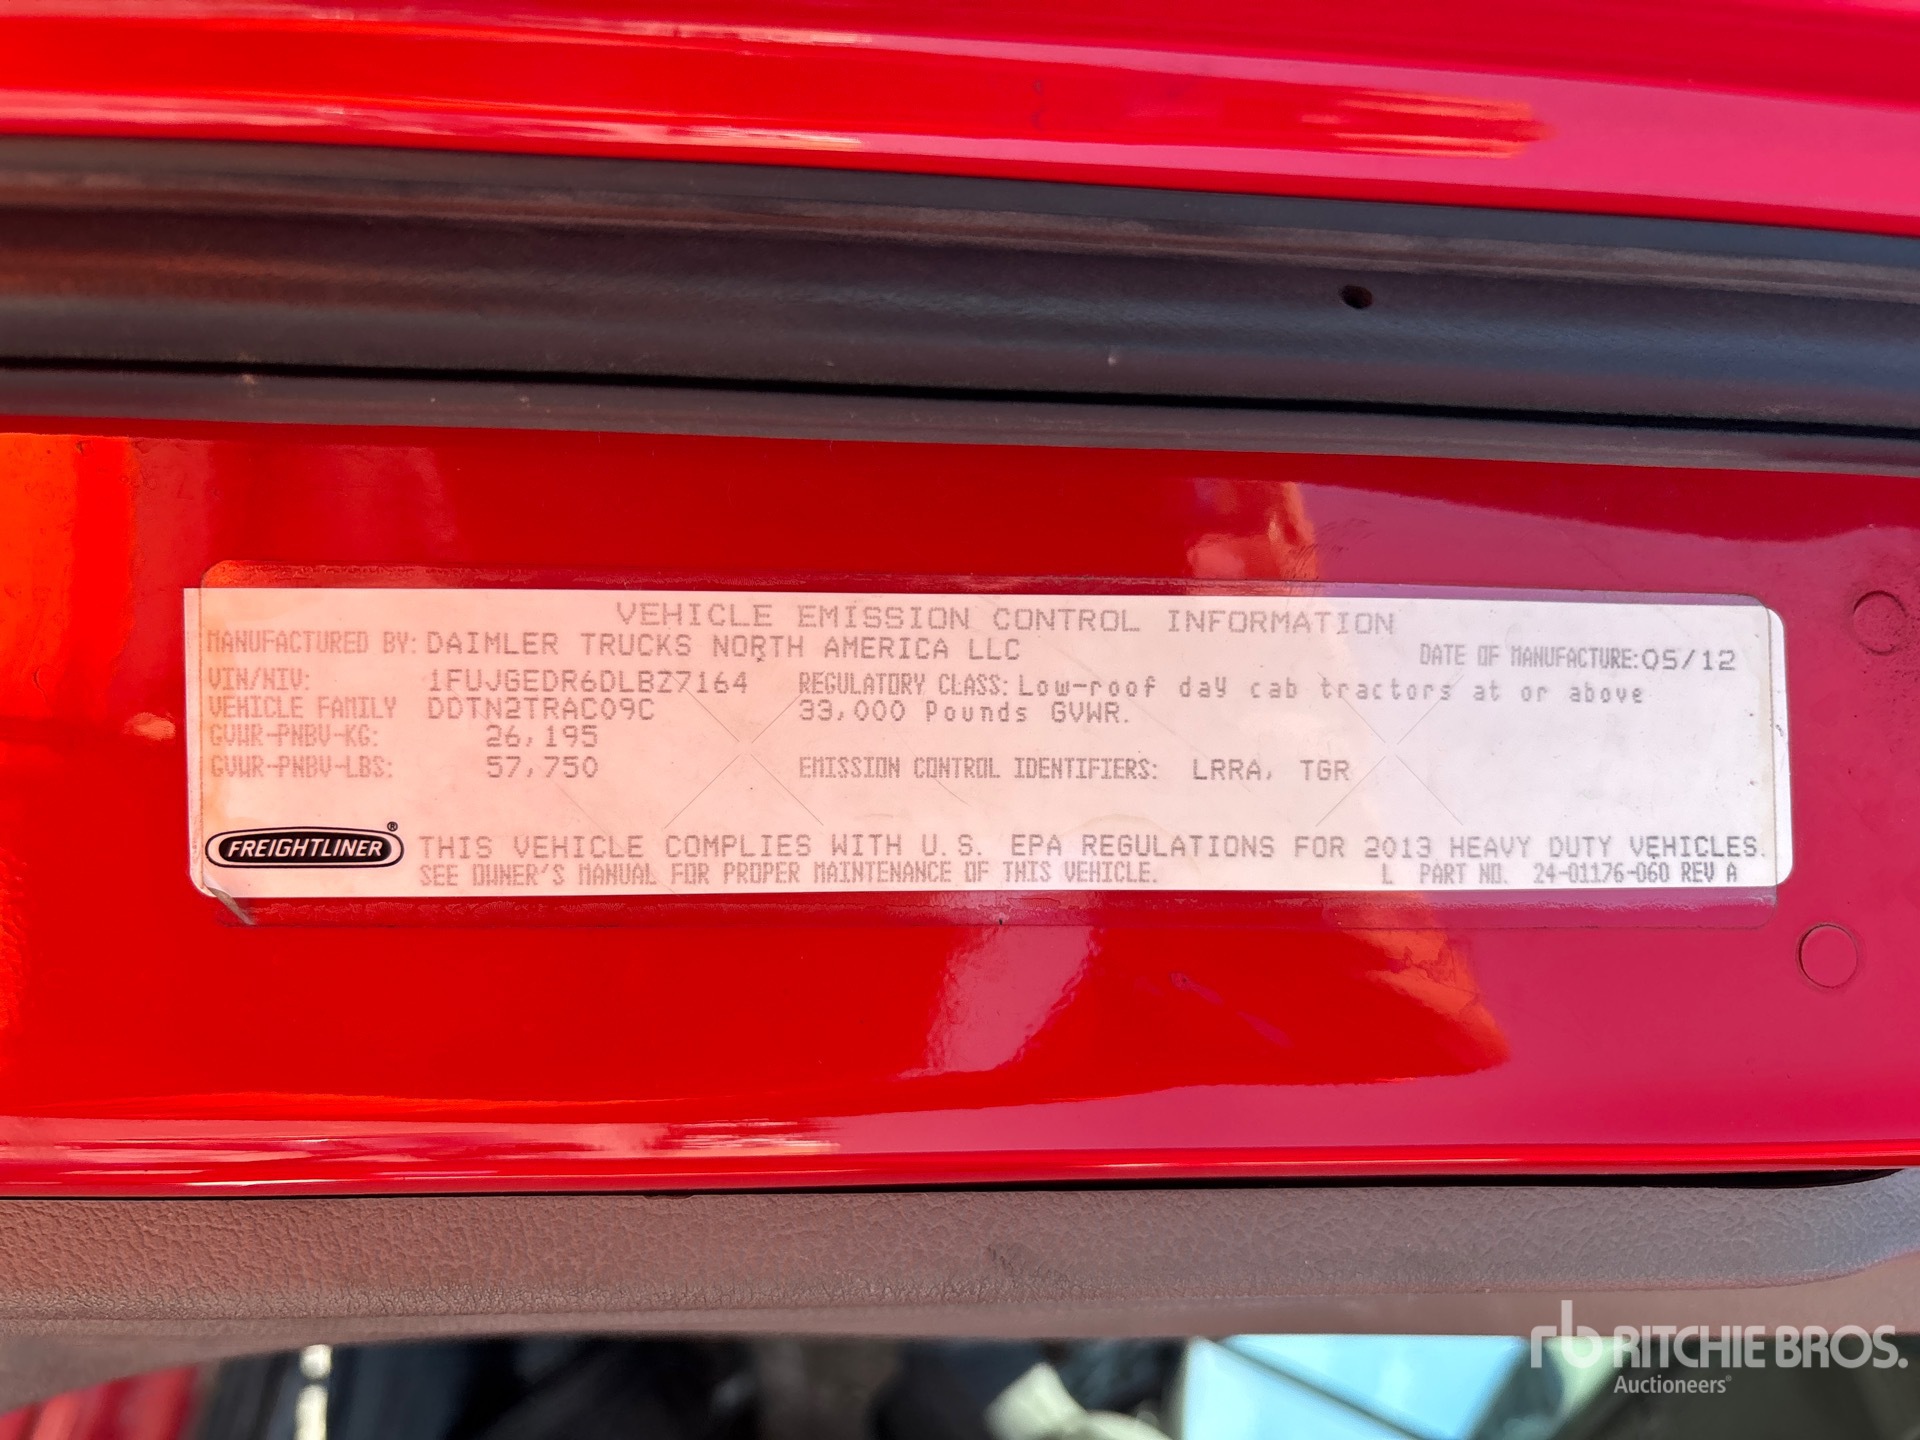 VEHICLE EMISSION CONTROL INFORMATION
MANUFACTURED BY: DAIMLER TRUCKS NORTH AMERICA LLC
DATE OF MANUFACTURE: 05/12
VIN/NIV: 1FUJGEDR6DLBZ7164
REGULATORY CLASS: Low-roof day cab tractors at or above
VEHICLE FAMILY DDTN2TRAC09C
33,000 Pounds GVWR.
GVWR-PNBV-KG: 26,195
GVWR-PNBV-LBS: 57,750
EMISSION CONTROL IDENTIFIERS: LRRA, TGR
FREIGHTLINER®
THIS VEHICLE COMPLIES WITH U.S. EPA REGULATIONS FOR 2013 HEAVY DUTY VEHICLES.
SEE OWNER'S MANUAL FOR PROPER MAINTENANCE OF THIS VEHICLE.
L PART NO. 24-01176-060 REV A
rb RITCHIE BROS.
Auctioneers